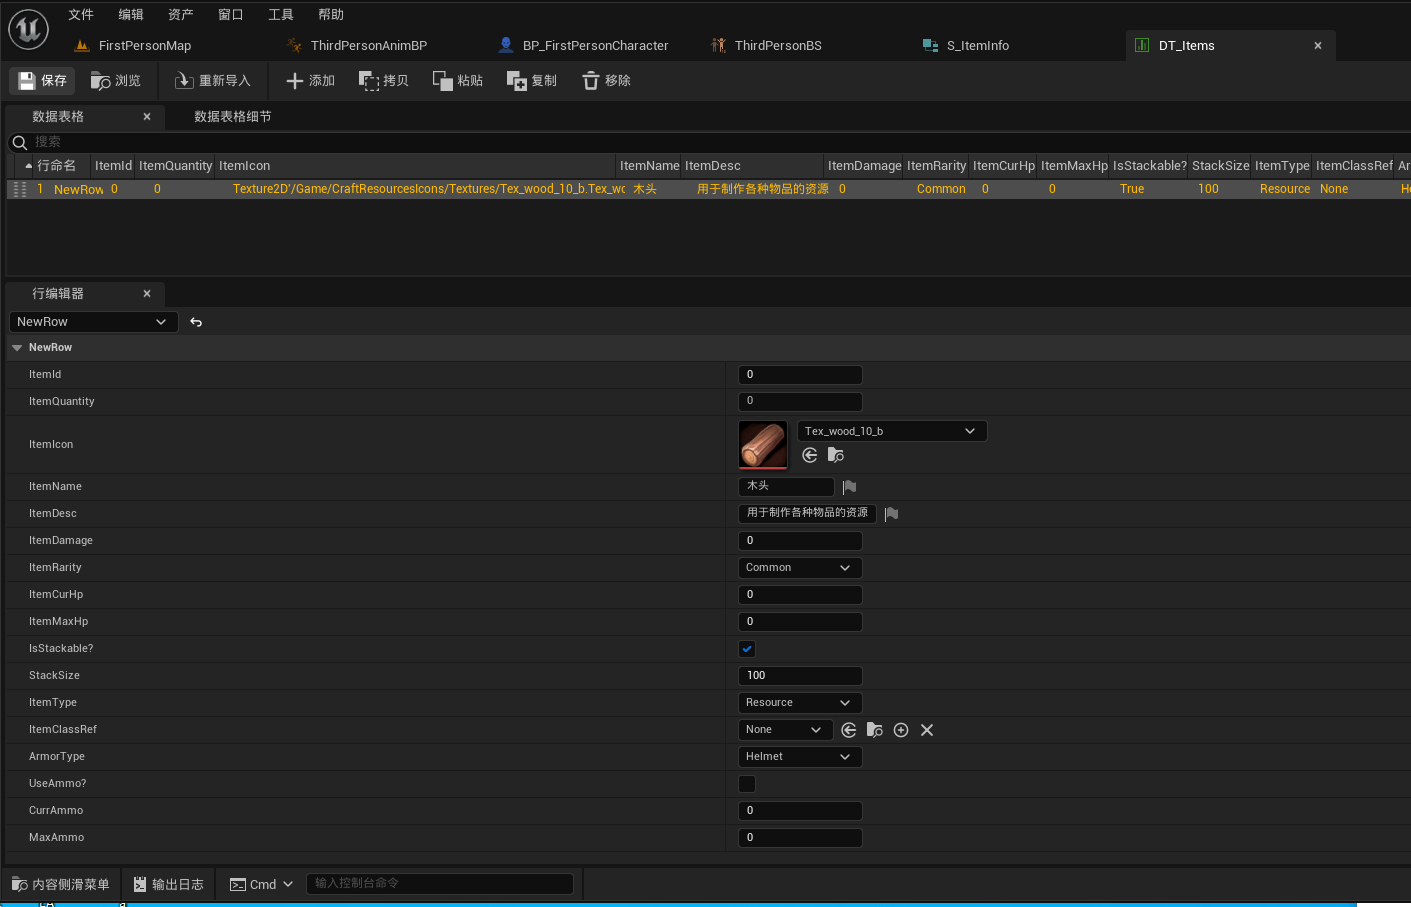 文件 编辑 资产 窗口 工具 帮助
FirstPersonMap ThirdPersonAnimBP BP_FirstPersonCharacter ThirdPersonBS S_ItemInfo DT_Items
保存 浏览 重新导入 添加 拷贝 粘贴 复制 移除
数据表格 数据表格细节
搜索
行命名 ItemId ItemQuantity ItemIcon ItemName ItemDesc ItemDamage ItemRarity ItemCurHp ItemMaxHp IsStackable? StackSize ItemType ItemClassRef Ar
1 NewRow 0 0 Texture2D'/Game/CraftResourcesIcons/Textures/Tex_wood_10_b.Tex_wo 木头 用于制作各种物品的资源 0 Common 0 0 True 100 Resource None He
行编辑器
NewRow
NewRow
ItemId 0
ItemQuantity 0
ItemIcon Tex_wood_10_b
ItemName 木头
ItemDesc 用于制作各种物品的资源
ItemDamage 0
ItemRarity Common
ItemCurHp 0
ItemMaxHp 0
IsStackable?
StackSize 100
ItemType Resource
ItemClassRef None
ArmorType Helmet
UseAmmo?
CurrAmmo 0
MaxAmmo 0
内容侧滑菜单 输出日志 Cmd 输入控制台命令